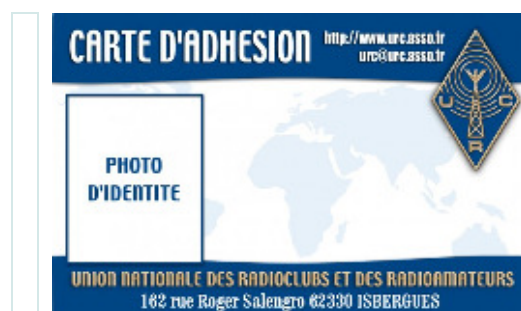 CARTE D'ADHESION
http://www.urc.asso.fr
urc@urc.asso.fr
U C
R
PHOTO
D'IDENTITE
UNION NATIONALE DES RADIOCLUBS ET DES RADIOAMATEURS
162 rue Roger Salengro 62330 ISBERGUES